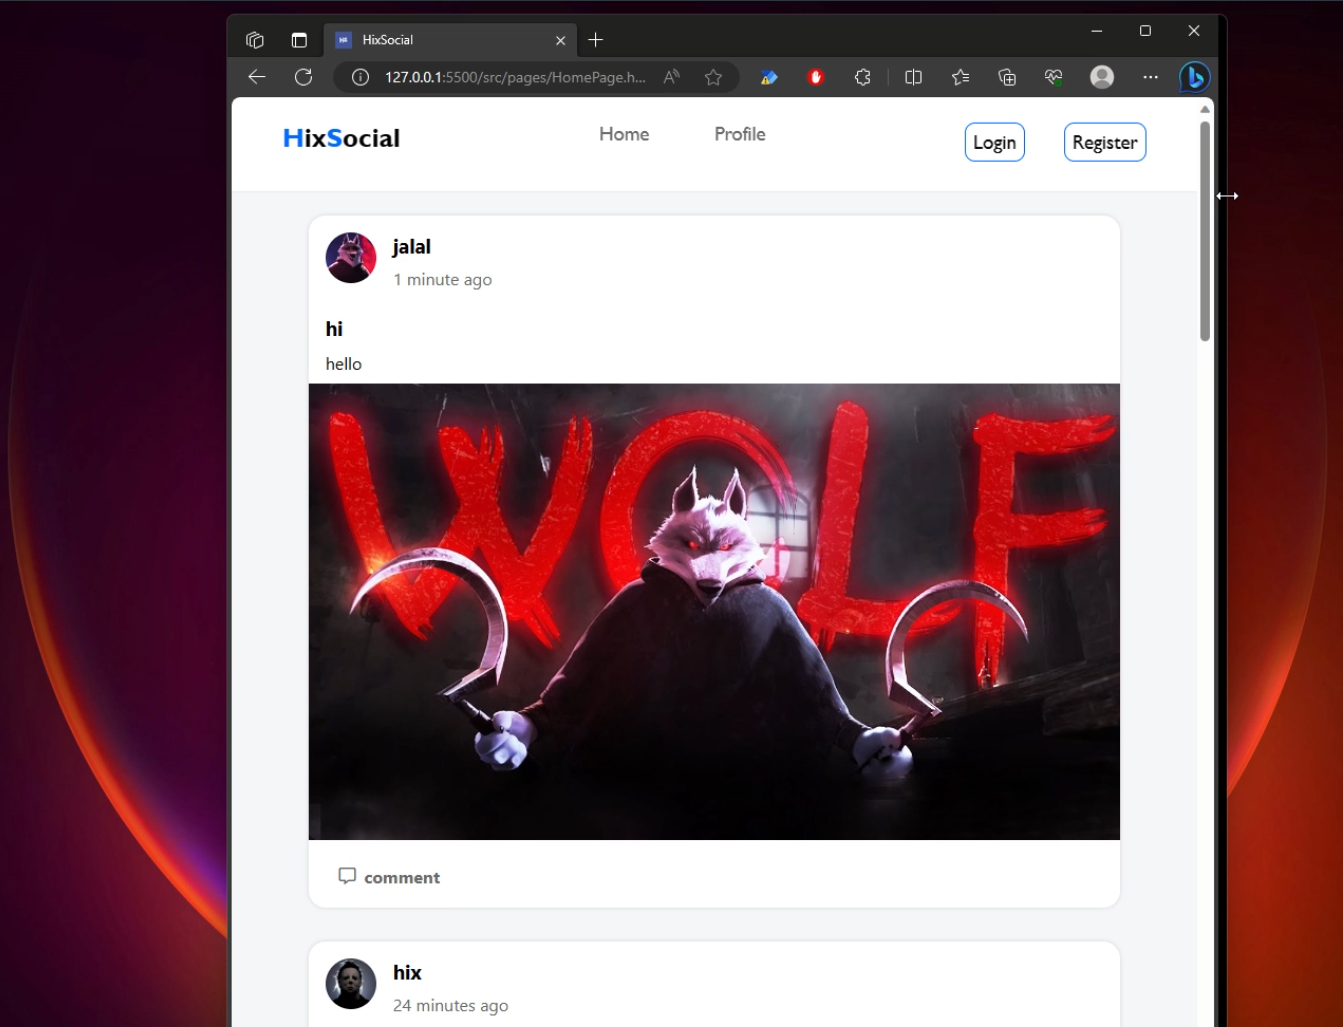 HixSocial
127.0.0.1:5500/src/pages/HomePage.h...
HixSocial
Home
Profile
Login
Register
jalal
1 minute ago
hi
hello
WOLF
comment
hix
24 minutes ago